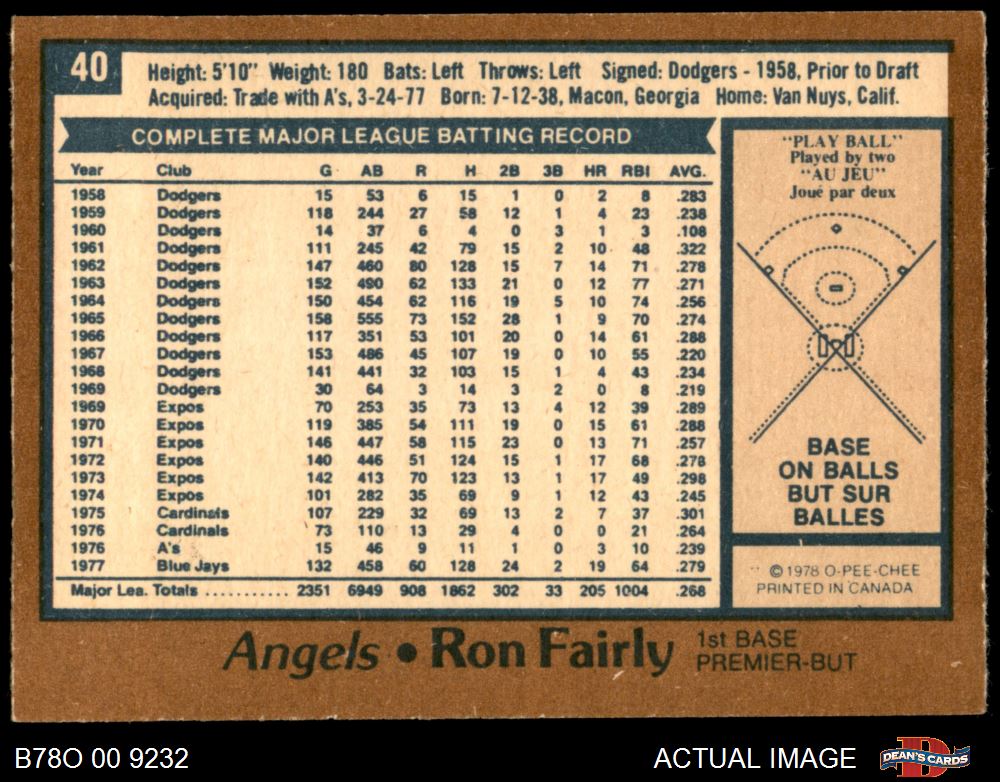 40
Height: 5'10" Weight: 180 Bats: Left Throws: Left Signed: Dodgers - 1958, Prior to Draft
Acquired: Trade with A's, 3-24-77 Born: 7-12-38, Macon, Georgia Home: Van Nuys, Calif.
COMPLETE MAJOR LEAGUE BATTING RECORD
Year Club G AB R H 2B 3B HR RBI AVG.
1958 Dodgers 15 53 6 15 1 0 2 8 .283
1959 Dodgers 118 244 27 58 12 1 4 23 .238
1960 Dodgers 14 37 6 4 0 3 1 3 .108
1961 Dodgers 111 245 42 79 15 2 10 48 .322
1962 Dodgers 147 460 80 128 15 7 14 71 .278
1963 Dodgers 152 490 62 133 21 0 12 77 .271
1964 Dodgers 150 454 62 116 19 5 10 74 .256
1965 Dodgers 158 555 73 152 28 1 9 70 .274
1966 Dodgers 117 351 53 101 20 0 14 61 .288
1967 Dodgers 153 486 45 107 19 0 10 55 .220
1968 Dodgers 141 441 32 103 15 1 4 43 .234
1969 Dodgers 30 64 3 14 3 2 0 8 .219
1969 Expos 70 253 35 73 13 4 12 39 .289
1970 Expos 119 385 54 111 19 0 15 61 .288
1971 Expos 146 447 58 115 23 0 13 71 .257
1972 Expos 140 446 51 124 15 1 17 68 .278
1973 Expos 142 413 70 123 13 1 17 49 .298
1974 Expos 101 282 35 69 9 1 12 43 .245
1975 Cardinals 107 229 32 69 13 2 7 37 .301
1976 Cardinals 73 110 13 29 4 0 0 21 .264
1976 A's 15 46 9 11 1 0 3 10 .239
1977 Blue Jays 132 458 60 128 24 2 19 64 .279
Major Lea. Totals .......... 2351 6949 908 1862 302 33 205 1004 .268
"PLAY BALL"
Played by two
"AU JEU"
Joué par deux
BASE
ON BALLS
BUT SUR
BALLES
©1978 O-PEE-CHEE
PRINTED IN CANADA
Angels • Ron Fairly
1st BASE
PREMIER-BUT
B78O 00 9232
ACTUAL IMAGE
DEAN'S CARDS